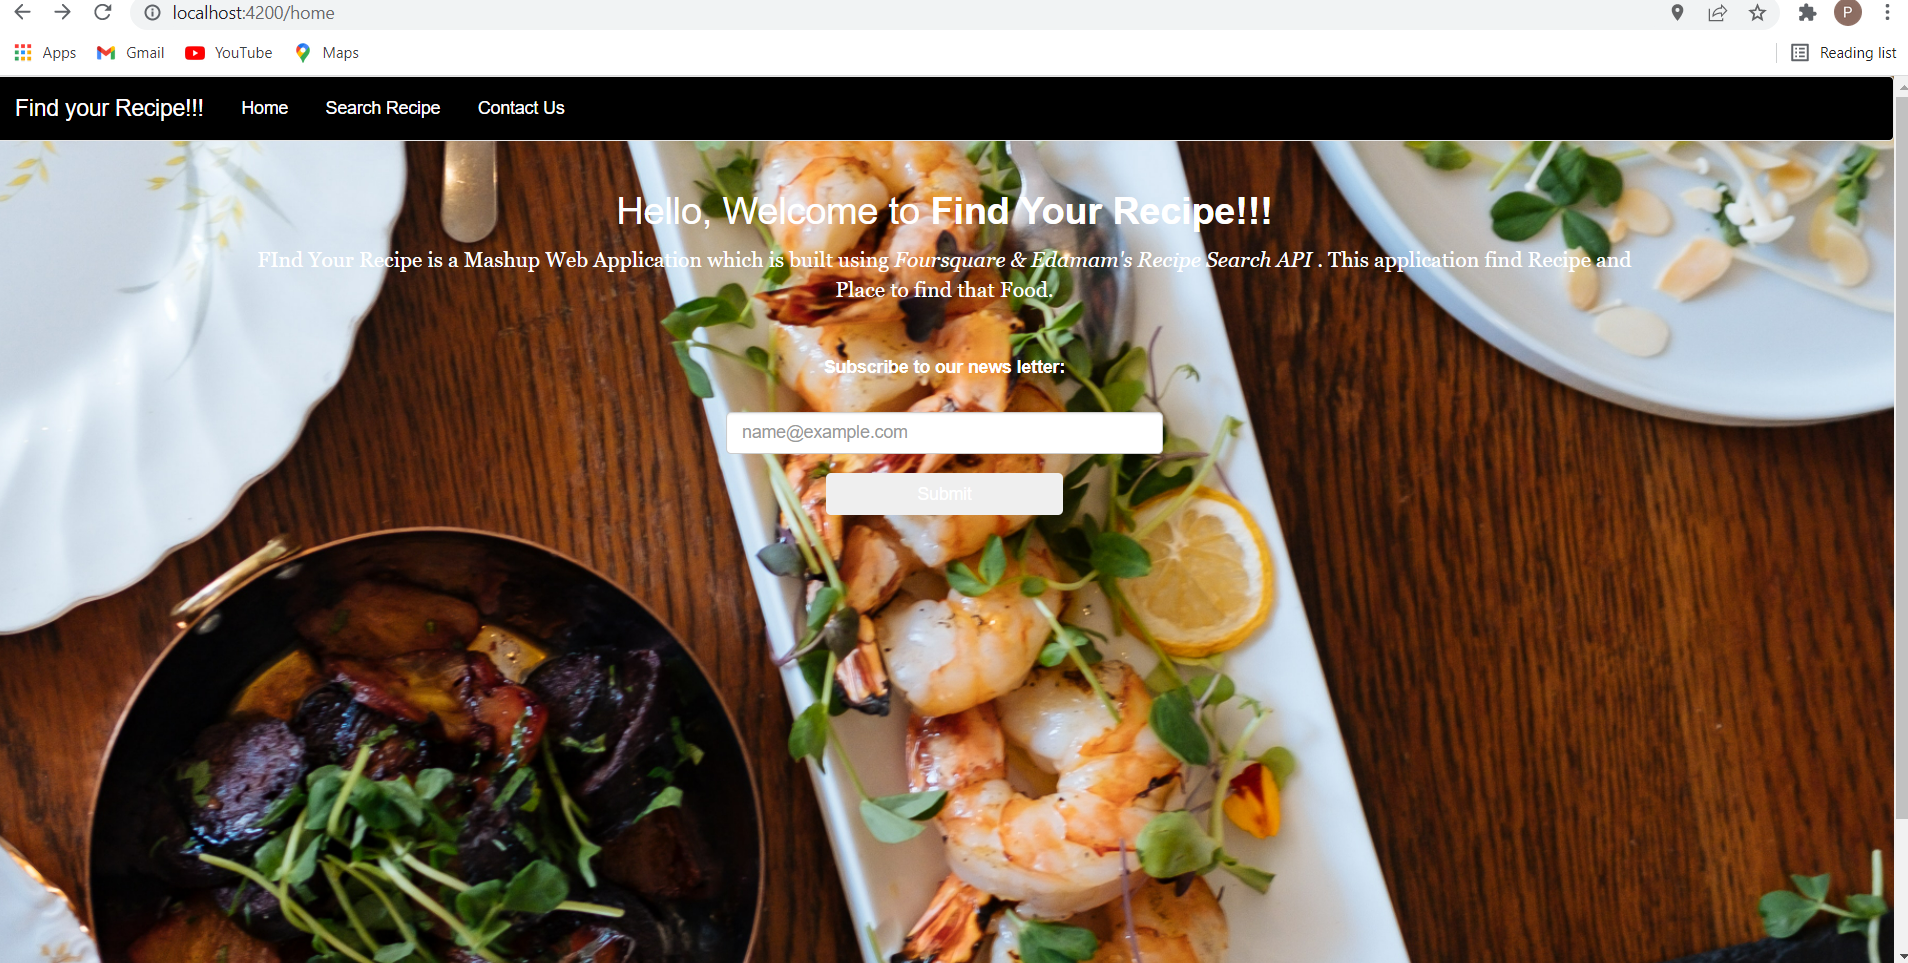 localhost:4200/home
P
Apps Gmail YouTube Maps Reading list
Find your Recipe!!! Home Search Recipe Contact Us
Hello, Welcome to Find Your Recipe!!!
FInd Your Recipe is a Mashup Web Application which is built using Foursquare & Eddmam's Recipe Search API . This application find Recipe and
Place to find that Food.
Subscribe to our news letter:
name@example.com
Submit